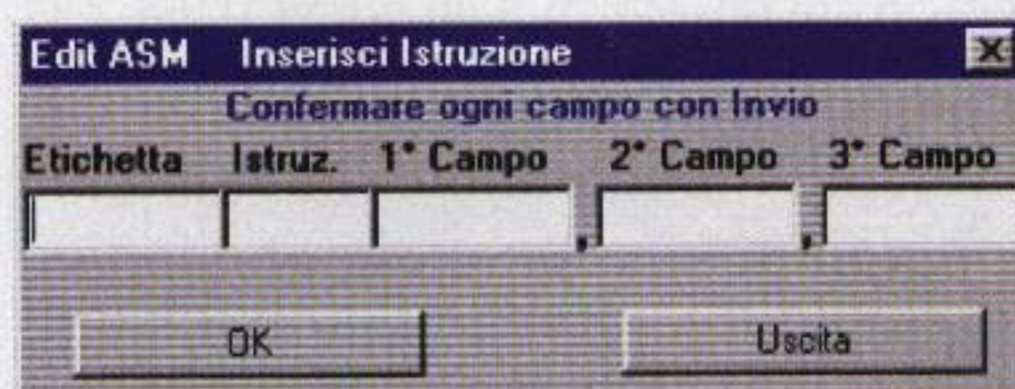 Edit ASM Inserisci Istruzione
Confermare ogni campo con Invio
Etichetta Istruz. 1° Campo 2° Campo 3° Campo
, ,
OK Uscita